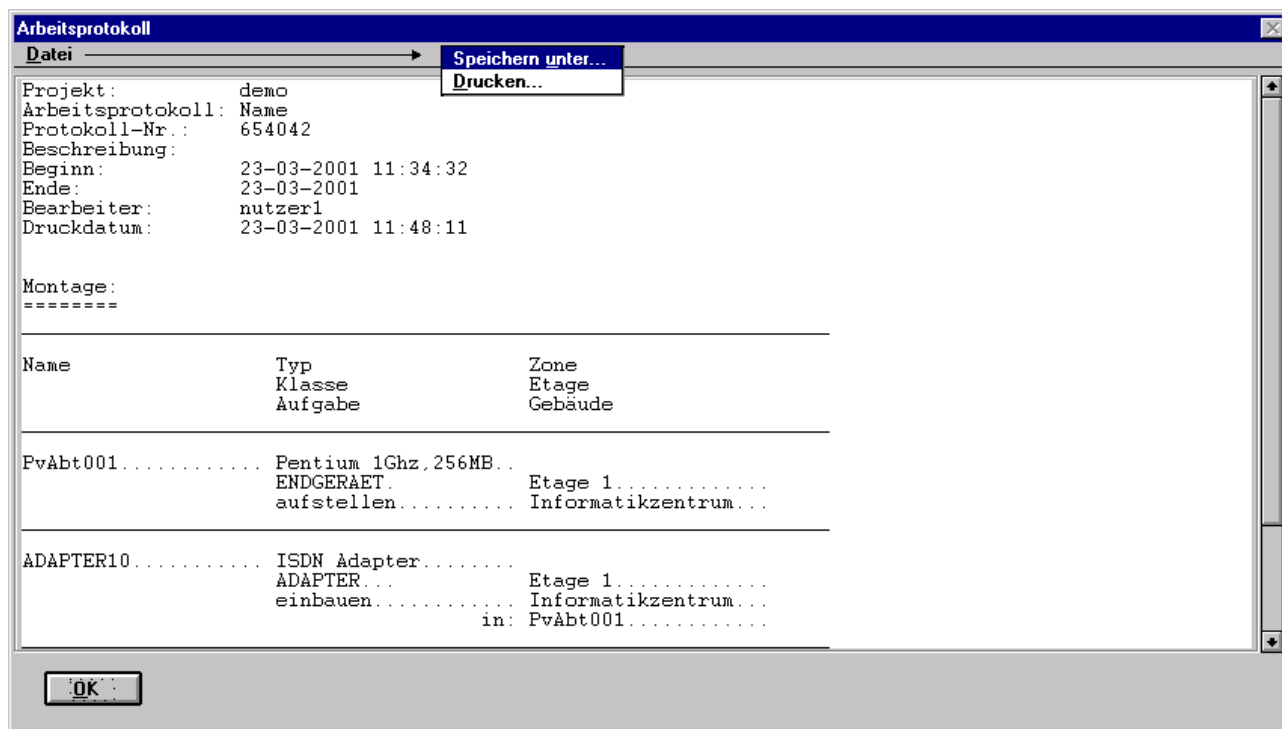 Arbeitsprotokoll
Datei
Speichern unter...
Drucken...
Projekt: demo
Arbeitsprotokoll: Name
Protokoll-Nr.: 654042
Beschreibung:
Beginn: 23-03-2001 11:34:32
Ende: 23-03-2001
Bearbeiter: nutzer1
Druckdatum: 23-03-2001 11:48:11
Montage:
========
Name Typ Zone
Klasse Etage
Aufgabe Gebäude
PvAbt001............ Pentium 1Ghz,256MB..
ENDGERAET. Etage 1.............
aufstellen.......... Informatikzentrum...
ADAPTER10........... ISDN Adapter........
ADAPTER... Etage 1.............
einbauen............ Informatikzentrum...
in: PvAbt001............
OK